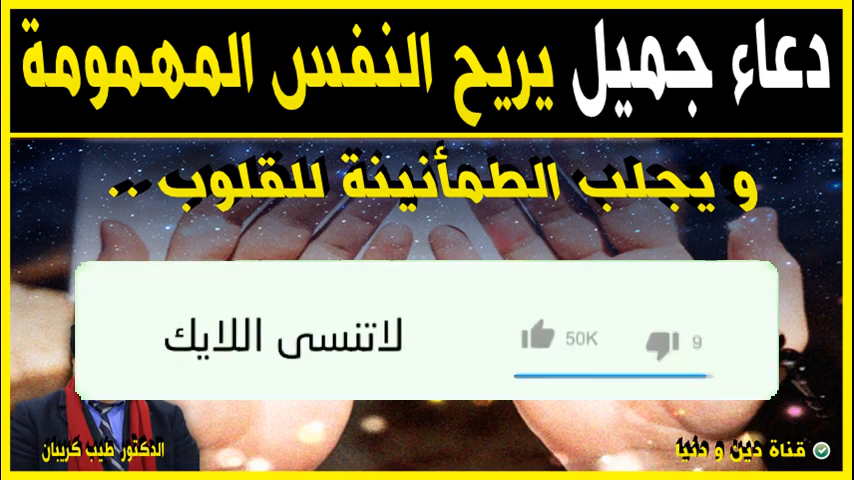 دعاء جميل يريح النفس المهمومة
و يجلب الطمأنينة للقلوب ..
لاتنسى اللايك
50K
9
قناة دين و دنيا
الدكتور طيب كريبان